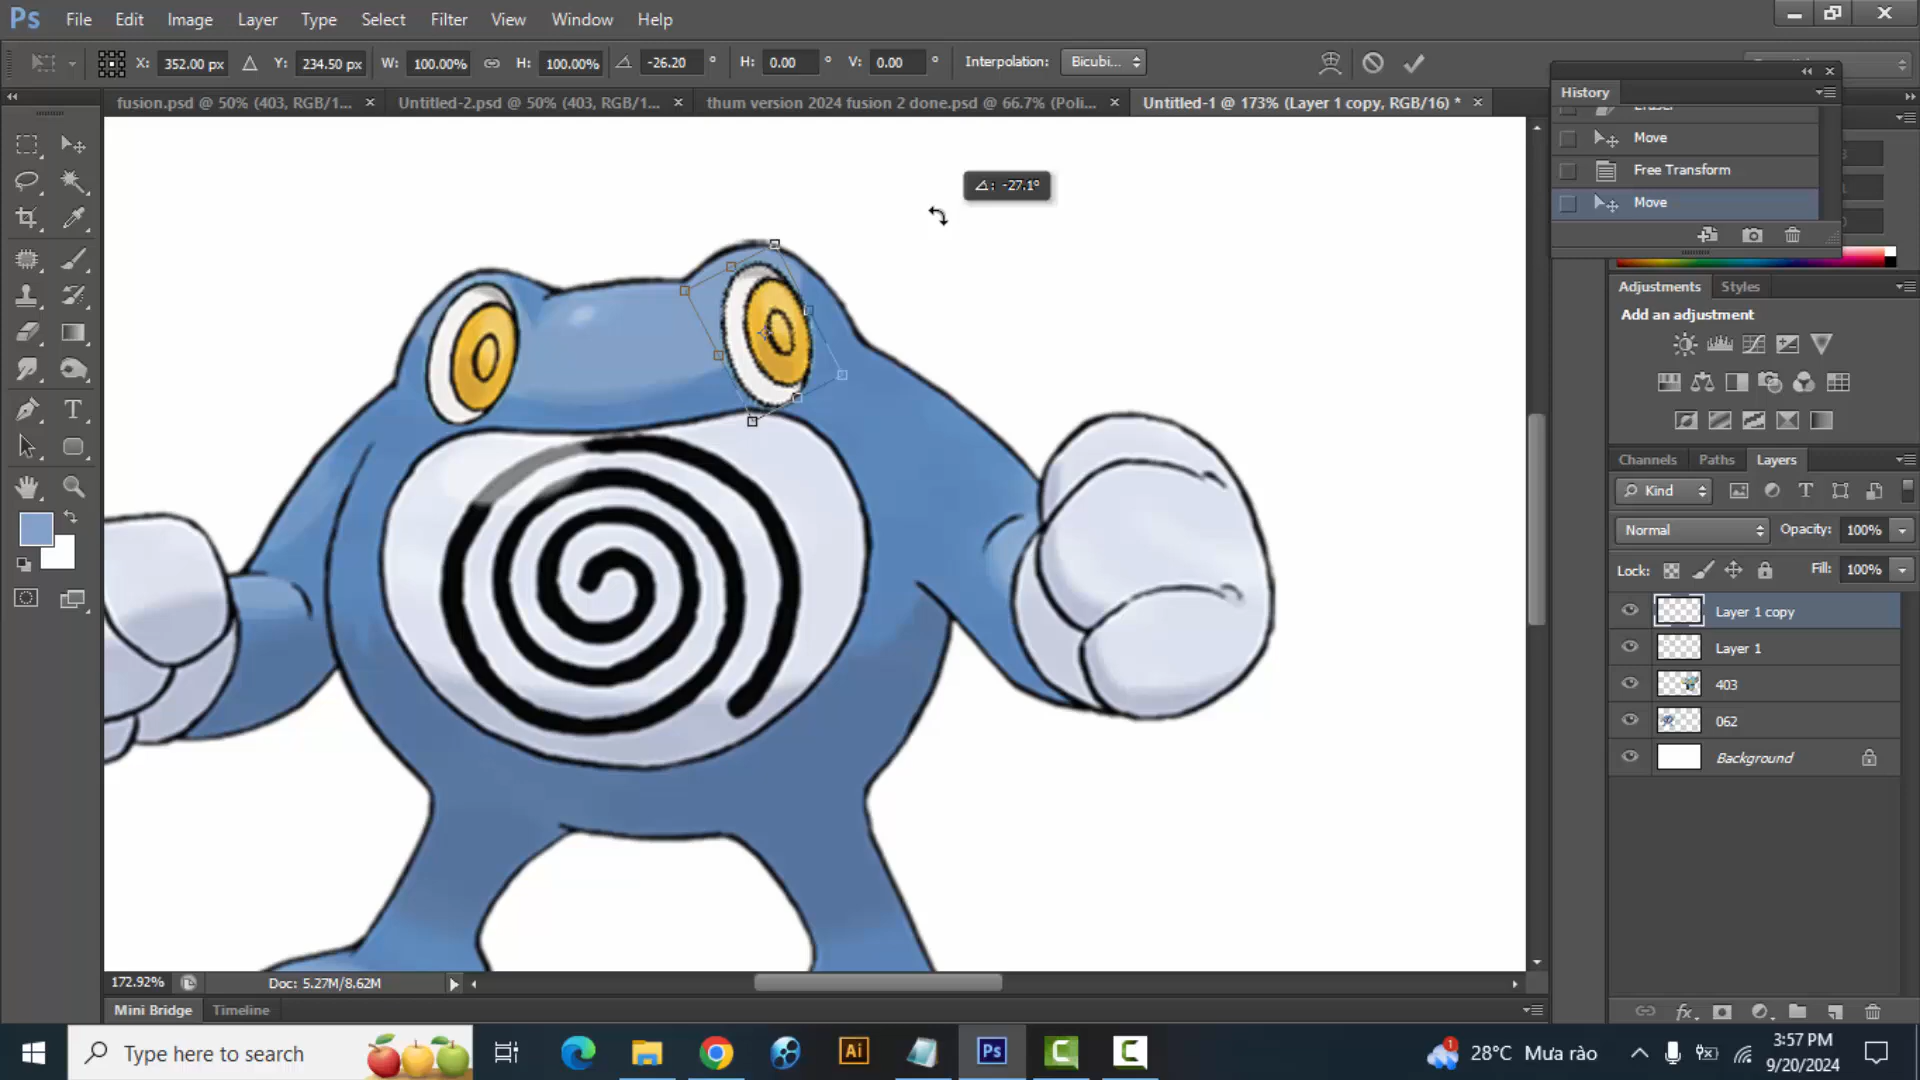 Ps File Edit Image Layer Type Select Filter View Window Help
X: 352.00 px Y: 234.50 px W: 100.00% H: 100.00% -26.20 ° H: 0.00 ° V: 0.00 ° Interpolation: Bicubi...
fusion.psd @ 50% (403, RGB/1... × Untitled-2.psd @ 50% (403, RGB/1... × thum version 2024 fusion 2 done.psd @ 66.7% (Poli... × Untitled-1 @ 173% (Layer 1 copy, RGB/16) * ×
History
Move
Free Transform
Move
∡: -27.1°
Adjustments Styles
Add an adjustment
Channels Paths Layers
Kind
Normal Opacity: 100%
Lock: Fill: 100%
Layer 1 copy
Layer 1
403
062
Background
172.92% Doc: 5.27M/8.62M
Mini Bridge Timeline
Type here to search
Ai Ps
1 28°C Mưa rào
3:57 PM
9/20/2024